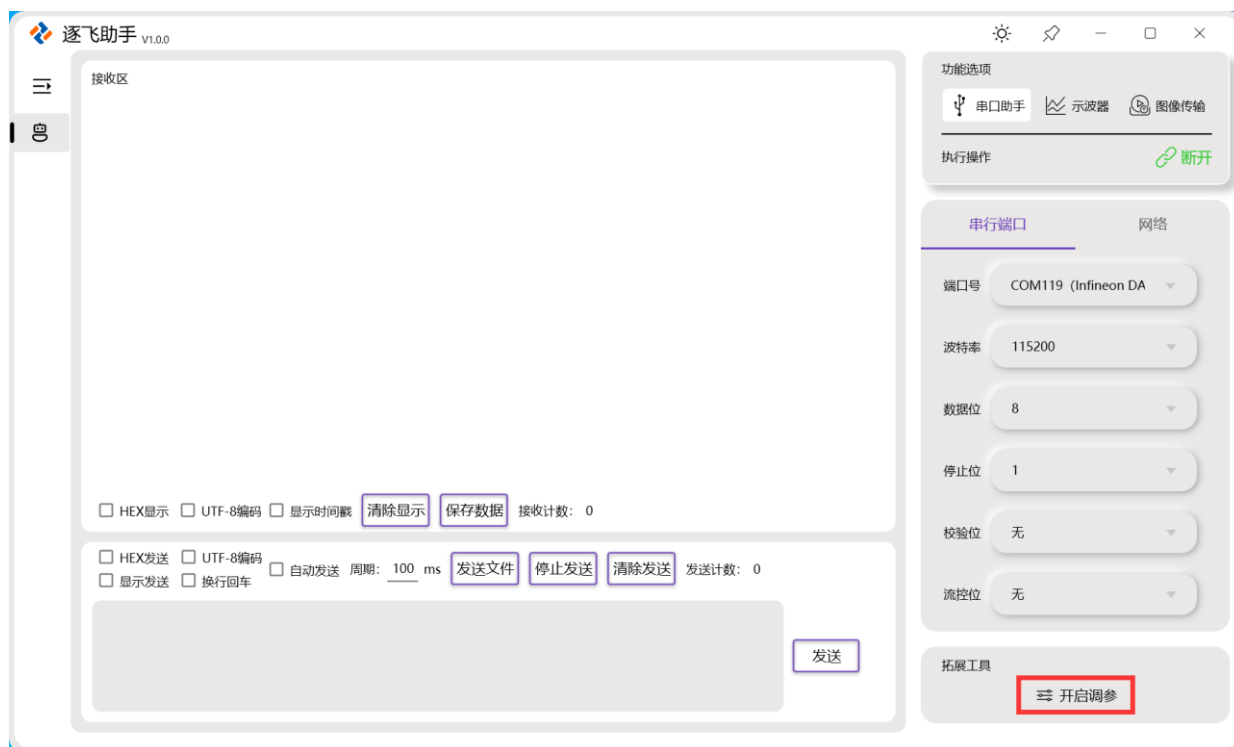 逐飞助手 V1.0.0
接收区
HEX显示 UTF-8编码 显示时间戳 清除显示 保存数据 接收计数： 0
HEX发送 UTF-8编码 自动发送 周期： 100 ms 发送文件 停止发送 清除发送 发送计数： 0
显示发送 换行回车
发送
功能选项
串口助手 示波器 图像传输
执行操作 断开
串行端口 网络
端口号 COM119（Infineon DA
波特率 115200
数据位 8
停止位 1
校验位 无
流控位 无
拓展工具
开启调参